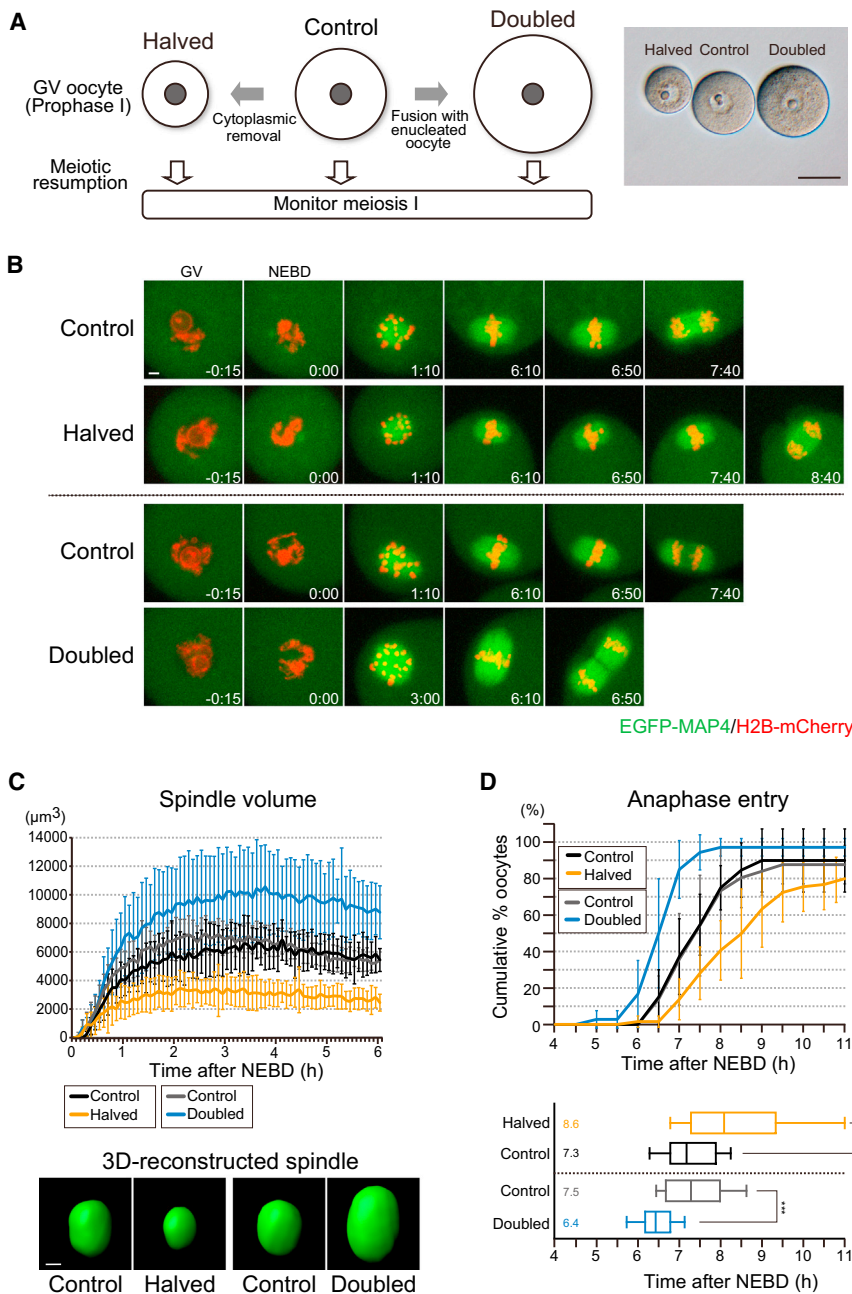 A
Halved
Control
Doubled
GV oocyte
(Prophase I)
Cytoplasmic
removal
Fusion with
enucleated
oocyte
Meiotic
resumption
Monitor meiosis I
Halved Control Doubled
B
GV NEBD
Control
-0:15 0:00 1:10 6:10 6:50 7:40
Halved
-0:15 0:00 1:10 6:10 6:50 7:40 8:40
Control
-0:15 0:00 1:10 6:10 6:50 7:40
Doubled
-0:15 0:00 3:00 6:10 6:50
EGFP-MAP4/H2B-mCherry
C
Spindle volume
(µm³)
14000
12000
10000
8000
6000
4000
2000
0
0 1 2 3 4 5 6
Time after NEBD (h)
Control Control
Halved Doubled
3D-reconstructed spindle
Control Halved Control Doubled
D
Anaphase entry
(%)
Cumulative % oocytes
100
80
60
40
20
0
Control
Halved
Control
Doubled
4 5 6 7 8 9 10 11
Time after NEBD (h)
Halved 8.6
Control 7.3
Control 7.5
Doubled 6.4
***
4 5 6 7 8 9 10 11
Time after NEBD (h)